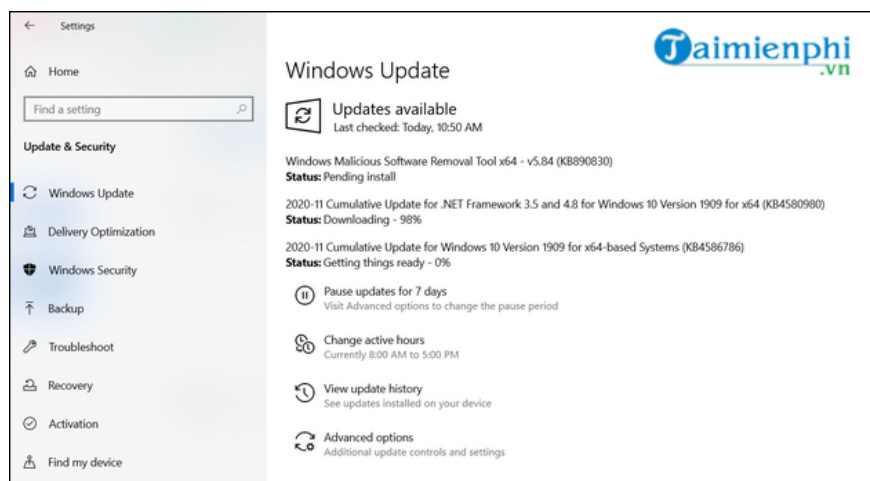 Settings
Home
Find a setting
Update & Security
Windows Update
Delivery Optimization
Windows Security
Backup
Troubleshoot
Recovery
Activation
Find my device
Taimienphi
.vn
Windows Update
Updates available
Last checked: Today, 10:50 AM
Windows Malicious Software Removal Tool x64 - v5.84 (KB890830)
Status: Pending install
2020-11 Cumulative Update for .NET Framework 3.5 and 4.8 for Windows 10 Version 1909 for x64 (KB4580980)
Status: Downloading - 98%
2020-11 Cumulative Update for Windows 10 Version 1909 for x64-based Systems (KB4586786)
Status: Getting things ready - 0%
Pause updates for 7 days
Visit Advanced options to change the pause period
Change active hours
Currently 8:00 AM to 5:00 PM
View update history
See updates installed on your device
Advanced options
Additional update controls and settings